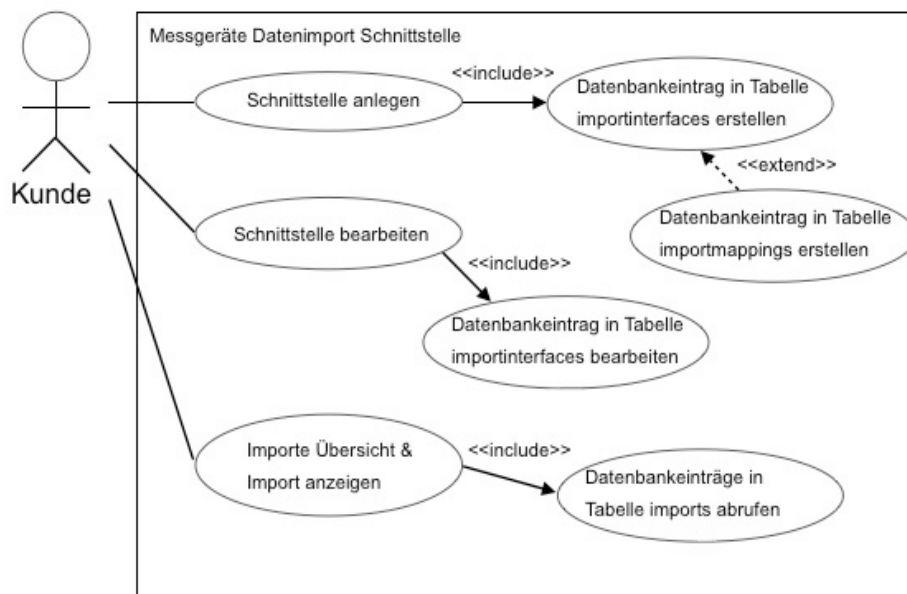 Messgeräte Datenimport Schnittstelle
Kunde
Schnittstelle anlegen
<<include>>
Datenbankeintrag in Tabelle
importinterfaces erstellen
<<extend>>
Datenbankeintrag in Tabelle
importmappings erstellen
Schnittstelle bearbeiten
<<include>>
Datenbankeintrag in Tabelle
importinterfaces bearbeiten
Importe Übersicht &
Import anzeigen
<<include>>
Datenbankeinträge in
Tabelle imports abrufen